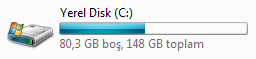 Yerel Disk (C:)
80,3 GB boş, 148 GB toplam